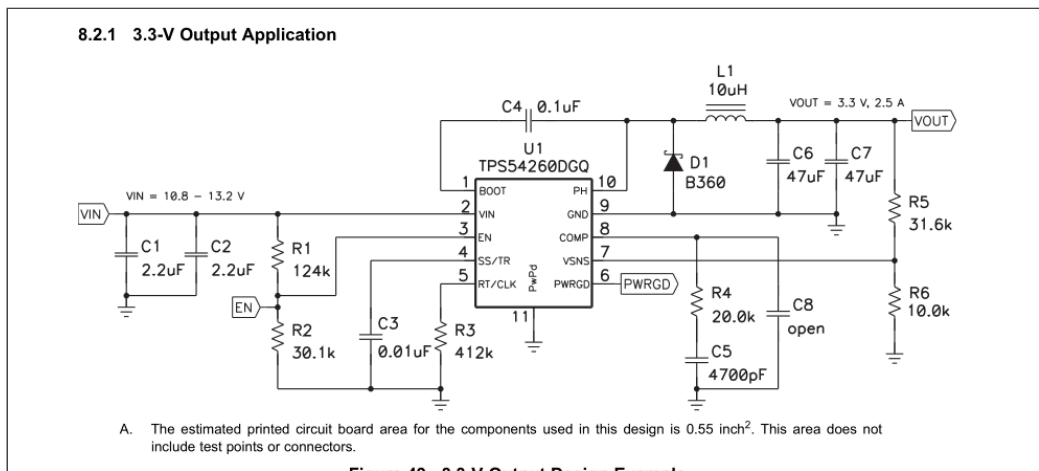 8.2.1 3.3-V Output Application
L1
10uH
C4 0.1uF
VOUT = 3.3 V, 2.5 A
VOUT
U1
TPS54260DGQ
D1
B360
C6
47uF
C7
47uF
1 BOOT
PH 10
VIN = 10.8 – 13.2 V
VIN
2 VIN
GND 9
3 EN
COMP 8
4 SS/TR
VSNS 7
5 RT/CLK
PWRGD 6
PWRGD
PwPd
11
C1
2.2uF
C2
2.2uF
R1
124k
EN
R2
30.1k
C3
0.01uF
R3
412k
R4
20.0k
C5
4700pF
C8
open
R5
31.6k
R6
10.0k
A. The estimated printed circuit board area for the components used in this design is 0.55 inch². This area does not
include test points or connectors.